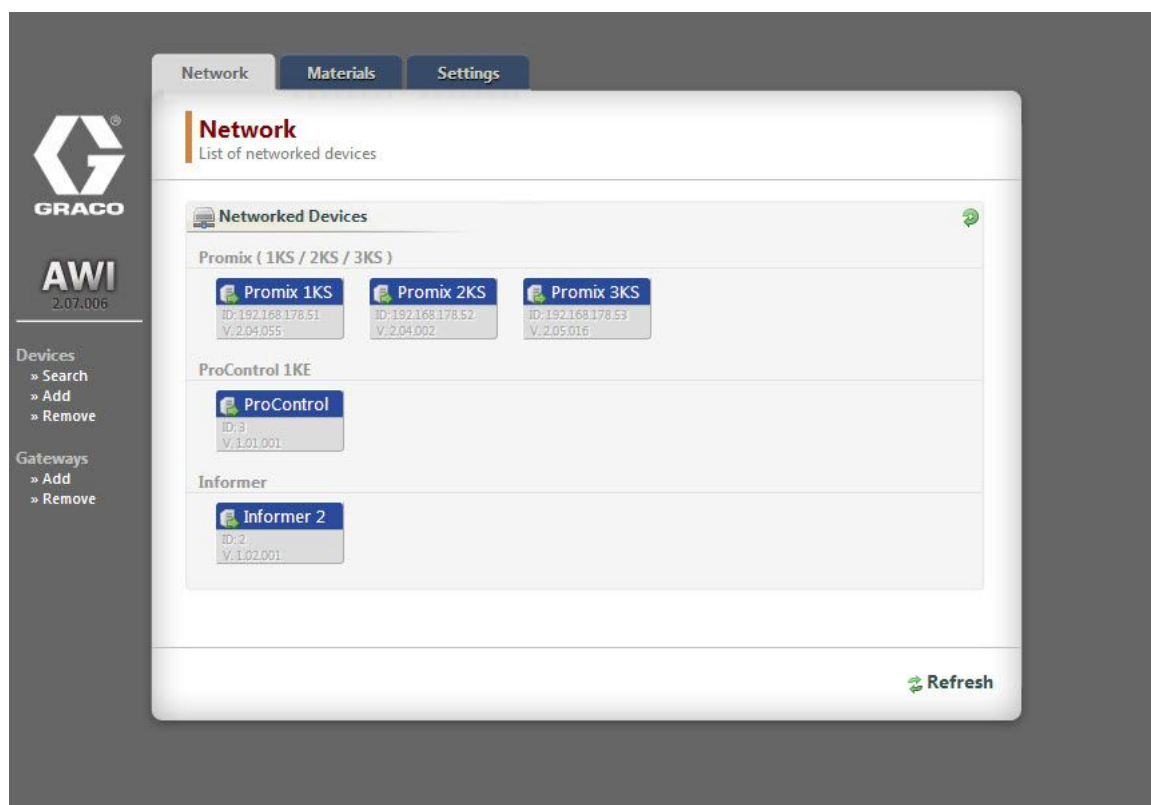 Network Materials Settings
®
GRACO
AWI
2.07.006
Devices
» Search
» Add
» Remove
Gateways
» Add
» Remove
Network
List of networked devices
Networked Devices
Promix ( 1KS / 2KS / 3KS )
Promix 1KS
ID: 192.168.178.51
V. 2.04.055
Promix 2KS
ID: 192.168.178.52
V. 2.04.002
Promix 3KS
ID: 192.168.178.53
V. 2.05.016
ProControl 1KE
ProControl
ID: 3
V. 1.01.001
Informer
Informer 2
ID: 2
V. 1.02.001
Refresh